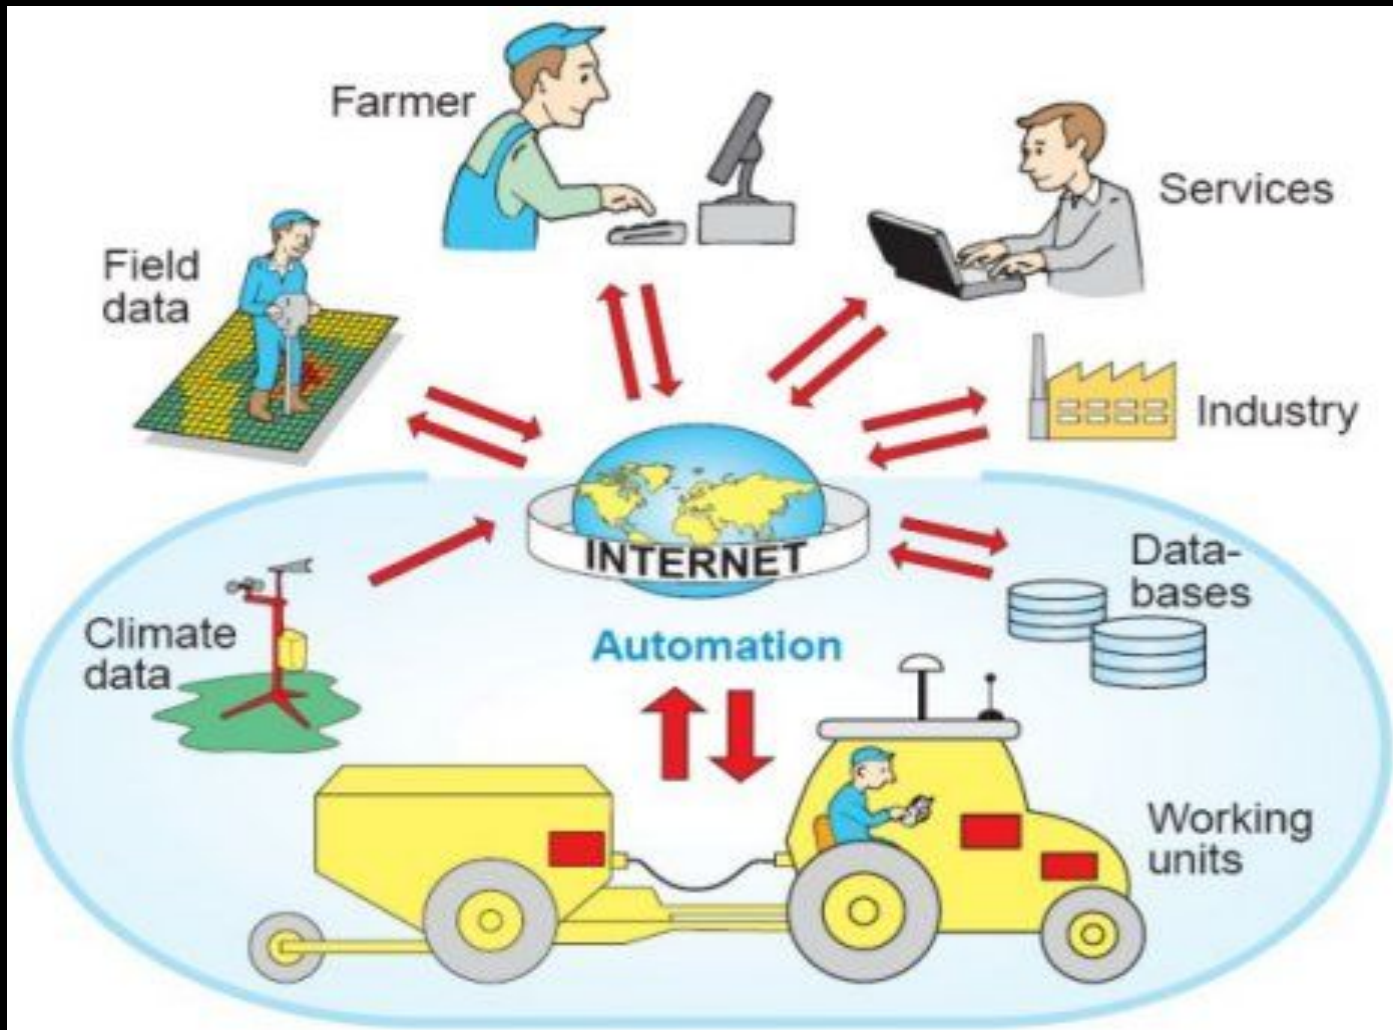 Farmer
Services
Field
data
Industry
INTERNET
Data-
bases
Climate
data
Automation
Working
units